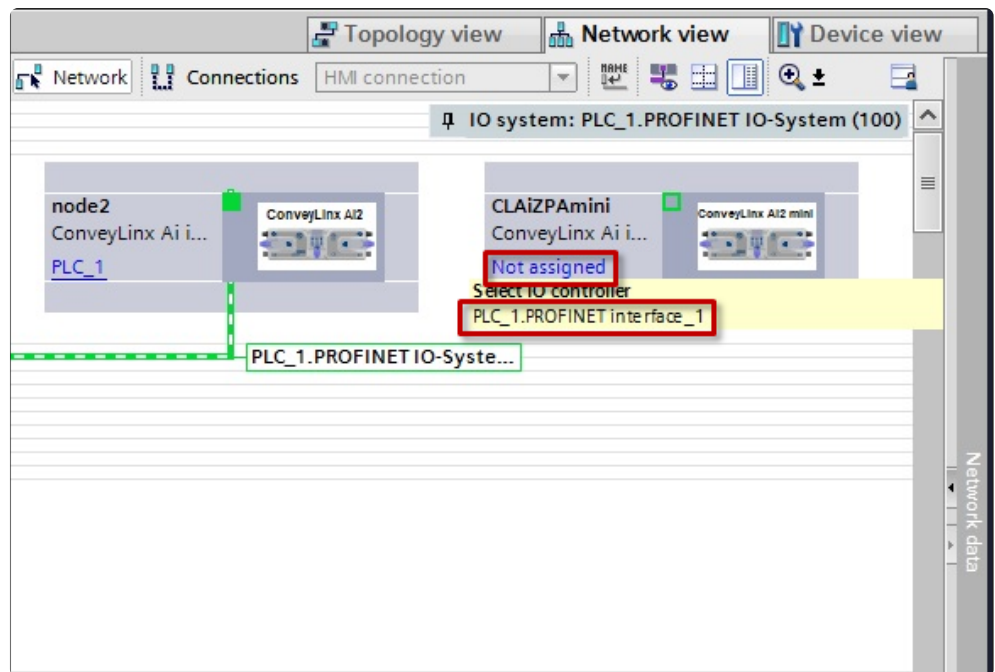 Topology view
Network view
Device view
Network
Connections
HMI connection
NAME
IO system: PLC_1.PROFINET IO-System (100)
node2
ConveyLinx Ai i...
PLC_1
ConveyLinx Ai2
CLAiZPAmini
ConveyLinx Ai i...
Not assigned
ConveyLinx Ai2 mini
Select IO controller
PLC_1.PROFINET interface_1
PLC_1.PROFINET IO-Syste...
Network data